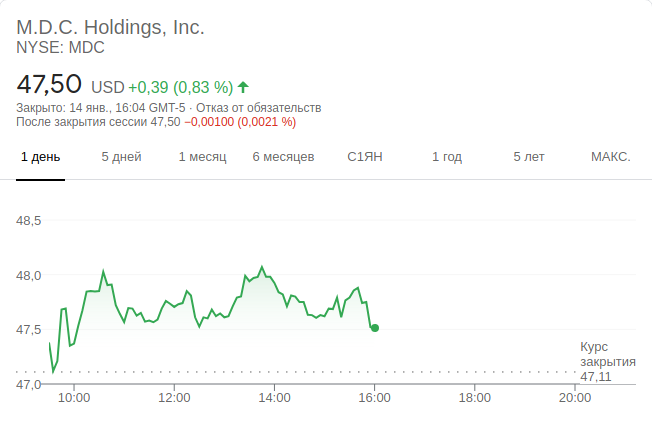 M.D.C. Holdings, Inc.
NYSE: MDC
47,50 USD +0,39 (0,83 %)
Закрыто: 14 янв., 16:04 GMT-5 · Отказ от обязательств
После закрытия сессии 47,50 −0,00100 (0,0021 %)
1 день 5 дней 1 месяц 6 месяцев С1ЯН 1 год 5 лет МАКС.
48,5
48,0
47,5
Курс
закрытия
47,11
47,0
10:00 12:00 14:00 16:00 18:00 20:00